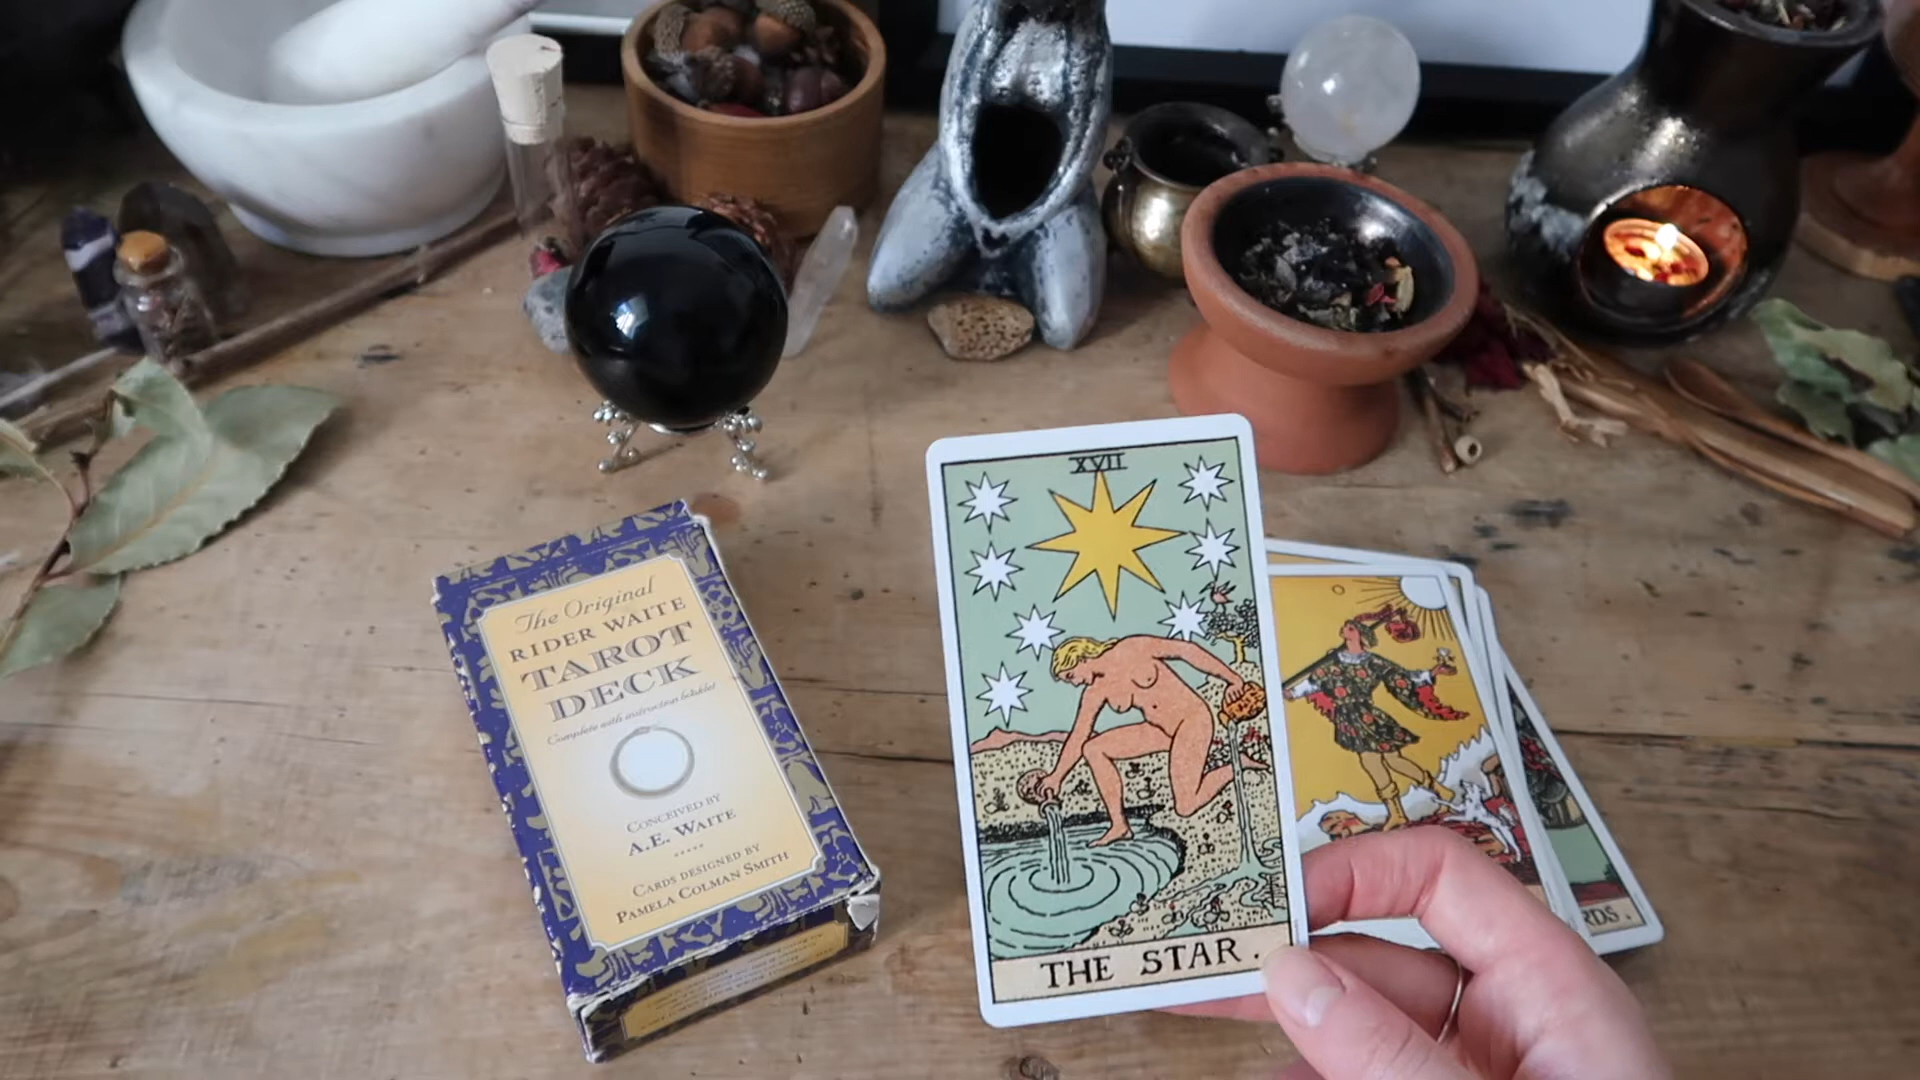 The Original
RIDER WAITE
TAROT
DECK
Complete with instruction booklet
CONCEIVED BY
A.E. WAITE
CARDS DESIGNED BY
PAMELA COLMAN SMITH
XVII
THE STAR.